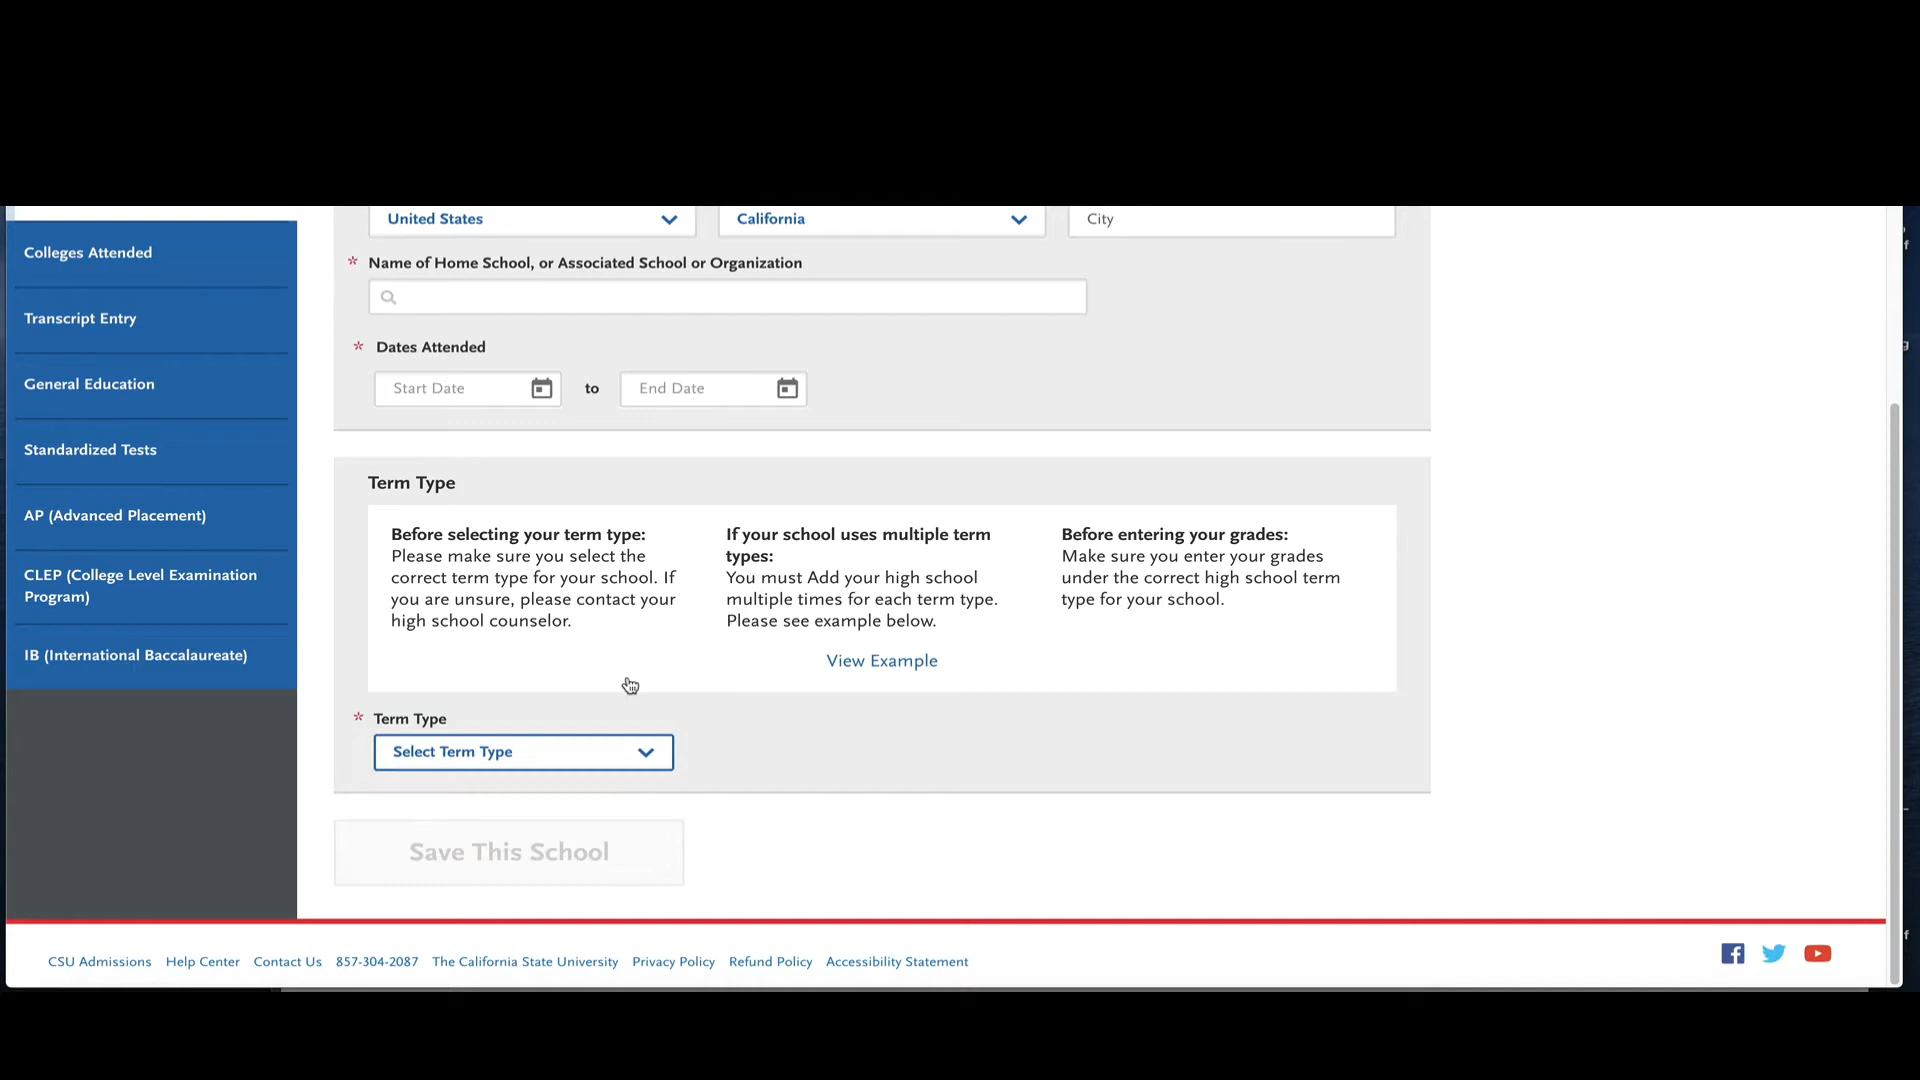 United States
California
City
Colleges Attended
* Name of Home School, or Associated School or Organization
Transcript Entry
* Dates Attended
Start Date
to
End Date
General Education
Standardized Tests
Term Type
AP (Advanced Placement)
Before selecting your term type:
Please make sure you select the
correct term type for your school. If
you are unsure, please contact your
high school counselor.
If your school uses multiple term
types:
You must Add your high school
multiple times for each term type.
Please see example below.
Before entering your grades:
Make sure you enter your grades
under the correct high school term
type for your school.
CLEP (College Level Examination
Program)
IB (International Baccalaureate)
View Example
* Term Type
Select Term Type
Save This School
CSU Admissions Help Center Contact Us 857-304-2087 The California State University Privacy Policy Refund Policy Accessibility Statement